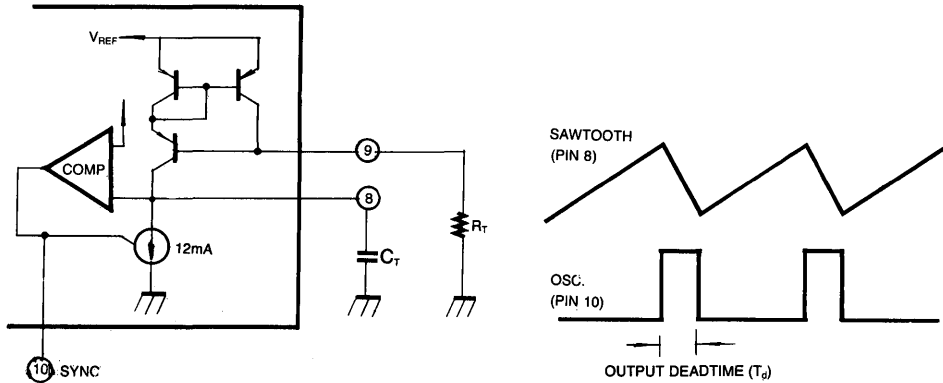 VREF
COMP
12mA
9
8
RT
CT
10 SYNC
SAWTOOTH
(PIN 8)
OSC.
(PIN 10)
OUTPUT DEADTIME (Td)